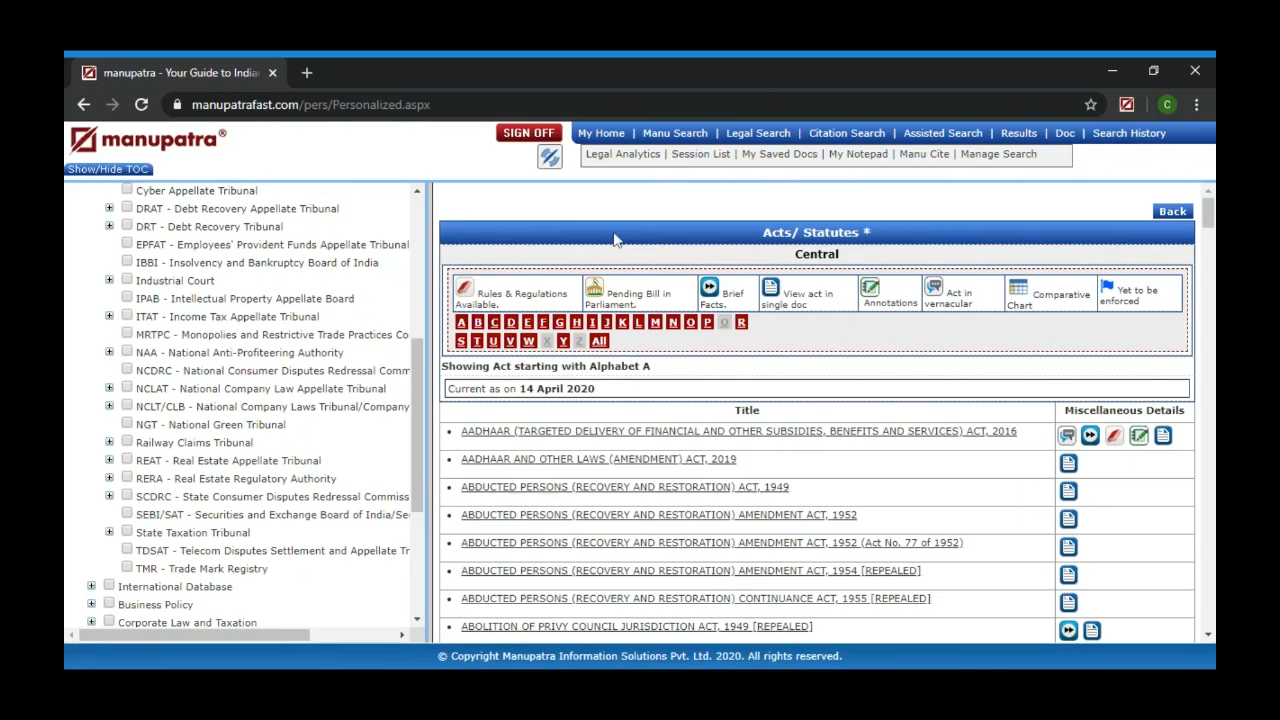 manupatra - Your Guide to India
manupatrafast.com/pers/Personalized.aspx
C
manupatra®
SIGN OFF
My Home | Manu Search | Legal Search | Citation Search | Assisted Search | Results | Doc | Search History
Legal Analytics | Session List | My Saved Docs | My Notepad | Manu Cite | Manage Search
Show/Hide TOC
Cyber Appellate Tribunal
DRAT - Debt Recovery Appellate Tribunal
DRT - Debt Recovery Tribunal
EPFAT - Employees' Provident Funds Appellate Tribunal
IBBI - Insolvency and Bankruptcy Board of India
Industrial Court
IPAB - Intellectual Property Appellate Board
ITAT - Income Tax Appellate Tribunal
MRTPC - Monopolies and Restrictive Trade Practices Co
NAA - National Anti-Profiteering Authority
NCDRC - National Consumer Disputes Redressal Comm
NCLAT - National Company Law Appellate Tribunal
NCLT/CLB - National Company Laws Tribunal/Company
NGT - National Green Tribunal
Railway Claims Tribunal
REAT - Real Estate Appellate Tribunal
RERA - Real Estate Regulatory Authority
SCDRC - State Consumer Disputes Redressal Commiss
SEBI/SAT - Securities and Exchange Board of India/Se
State Taxation Tribunal
TDSAT - Telecom Disputes Settlement and Appellate Tr
TMR - Trade Mark Registry
International Database
Business Policy
Corporate Law and Taxation
Back
Acts/ Statutes *
Central
Rules & Regulations Available.
Pending Bill in Parliament.
Brief Facts.
View act in single doc
Annotations
Act in vernacular
Comparative Chart
Yet to be enforced
A B C D E F G H I J K L M N O P Q R
S T U V W X Y Z All
Showing Act starting with Alphabet A
Current as on 14 April 2020
Title Miscellaneous Details
• AADHAAR (TARGETED DELIVERY OF FINANCIAL AND OTHER SUBSIDIES, BENEFITS AND SERVICES) ACT, 2016
• AADHAAR AND OTHER LAWS (AMENDMENT) ACT, 2019
• ABDUCTED PERSONS (RECOVERY AND RESTORATION) ACT, 1949
• ABDUCTED PERSONS (RECOVERY AND RESTORATION) AMENDMENT ACT, 1952
• ABDUCTED PERSONS (RECOVERY AND RESTORATION) AMENDMENT ACT, 1952 (Act No. 77 of 1952)
• ABDUCTED PERSONS (RECOVERY AND RESTORATION) AMENDMENT ACT, 1954 [REPEALED]
• ABDUCTED PERSONS (RECOVERY AND RESTORATION) CONTINUANCE ACT, 1955 [REPEALED]
• ABOLITION OF PRIVY COUNCIL JURISDICTION ACT, 1949 [REPEALED]
© Copyright Manupatra Information Solutions Pvt. Ltd. 2020. All rights reserved.